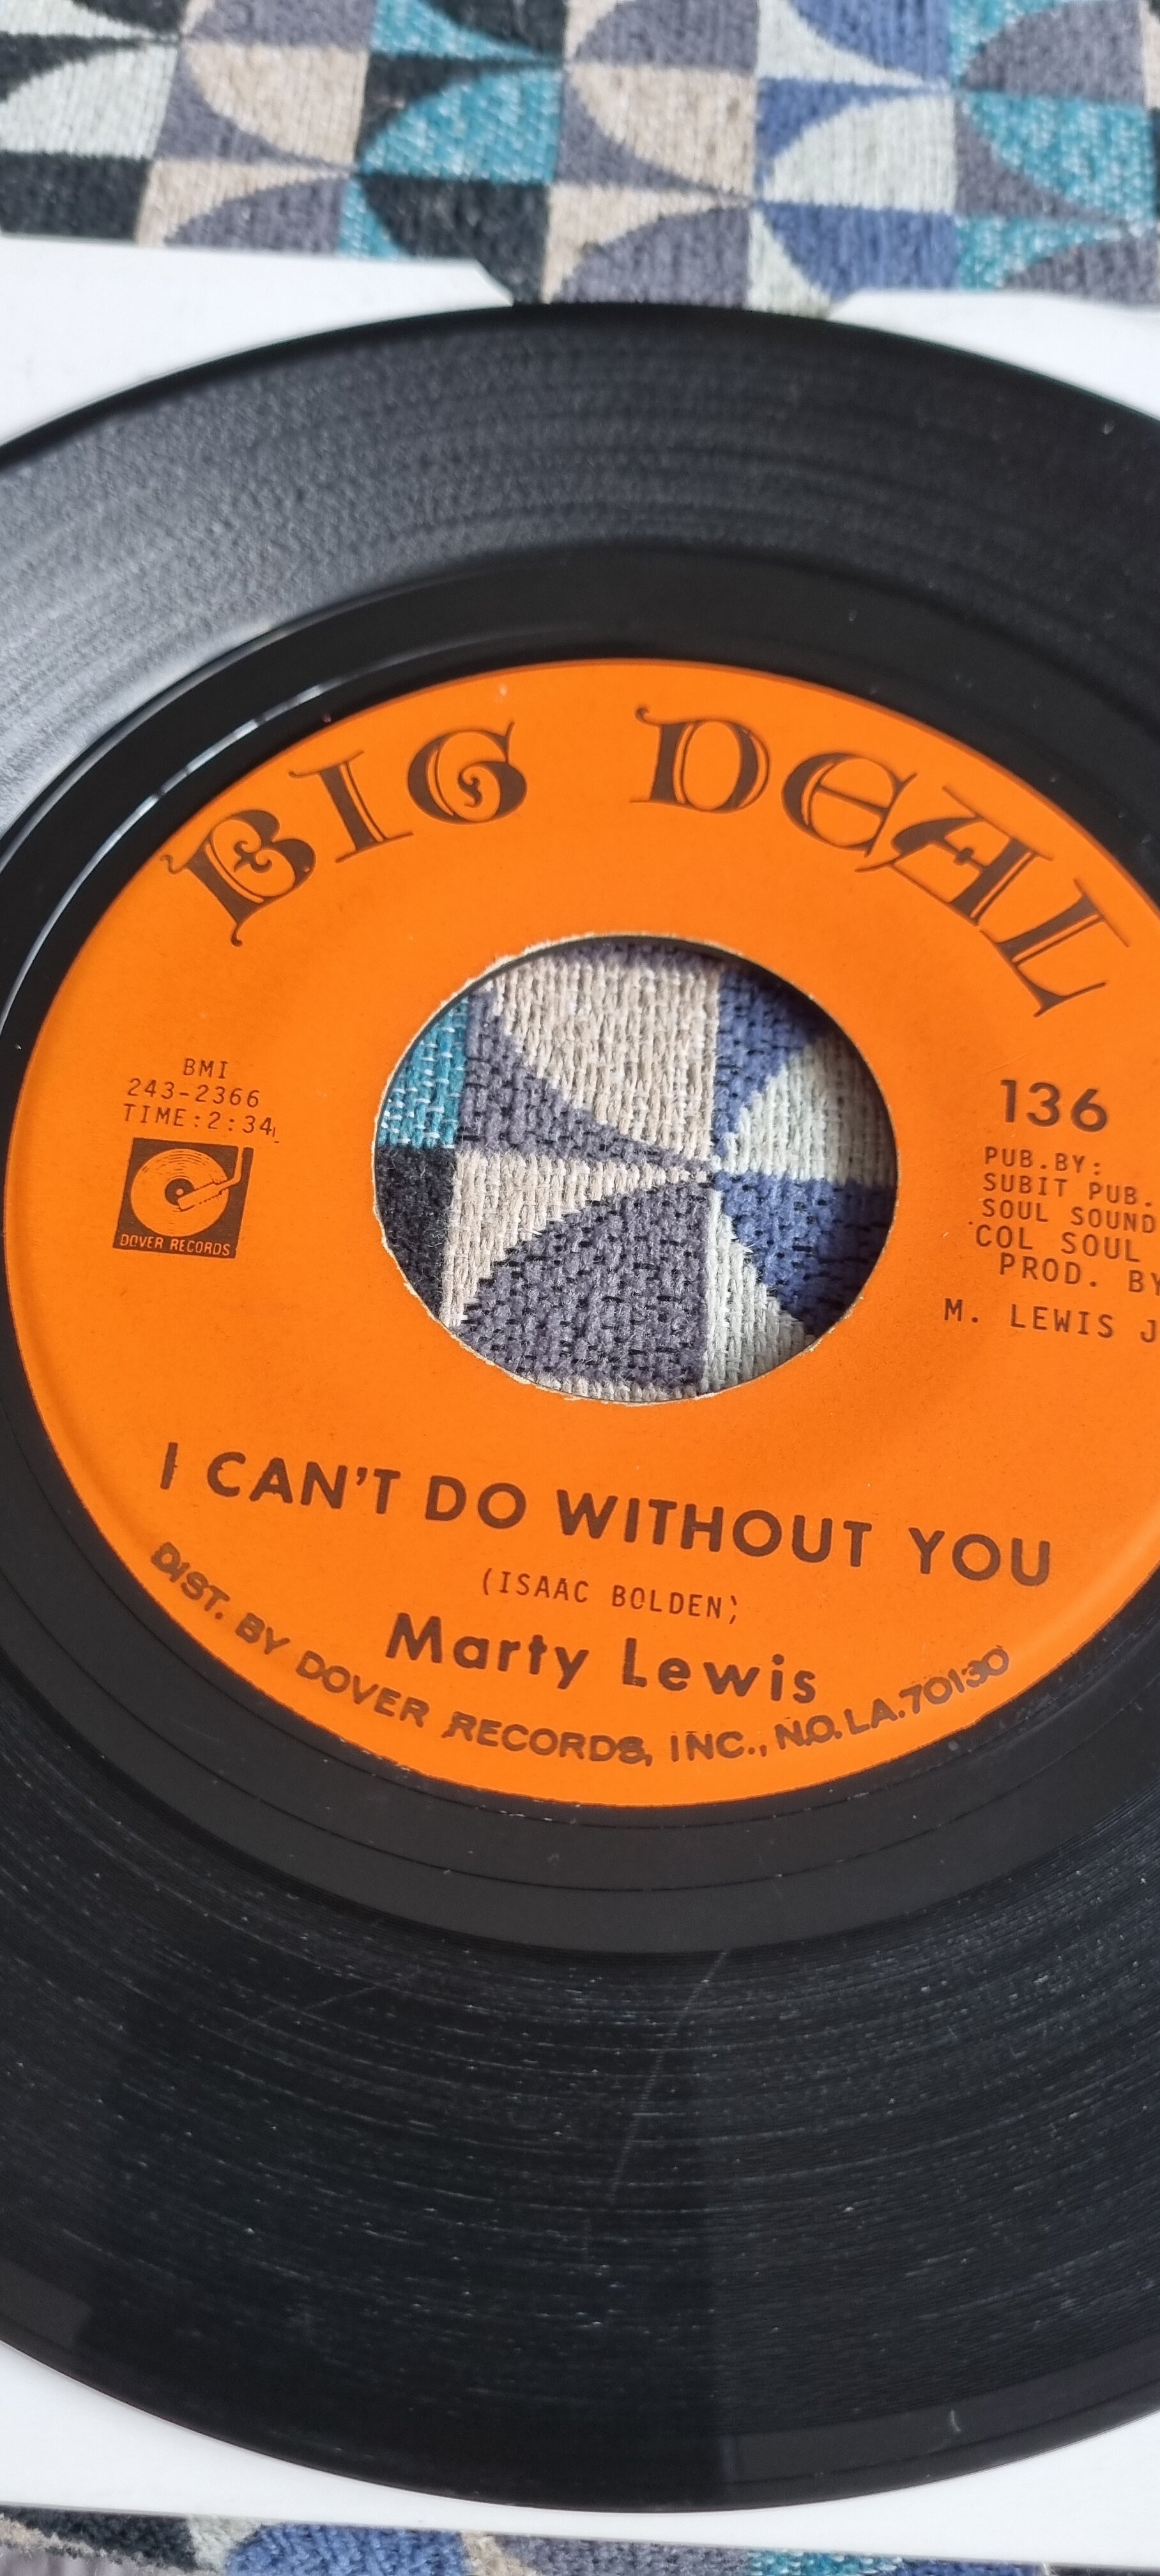 BIG DEAL
BMI
243-2366
TIME:2:34
DOVER RECORDS
136
PUB.BY:
SUBIT PUB.
SOUL SOUND
COL SOUL
PROD. BY
M. LEWIS J
I CAN'T DO WITHOUT YOU
(ISAAC BOLDEN)
Marty Lewis
DIST. BY DOVER RECORDS, INC., N.O. LA. 70130